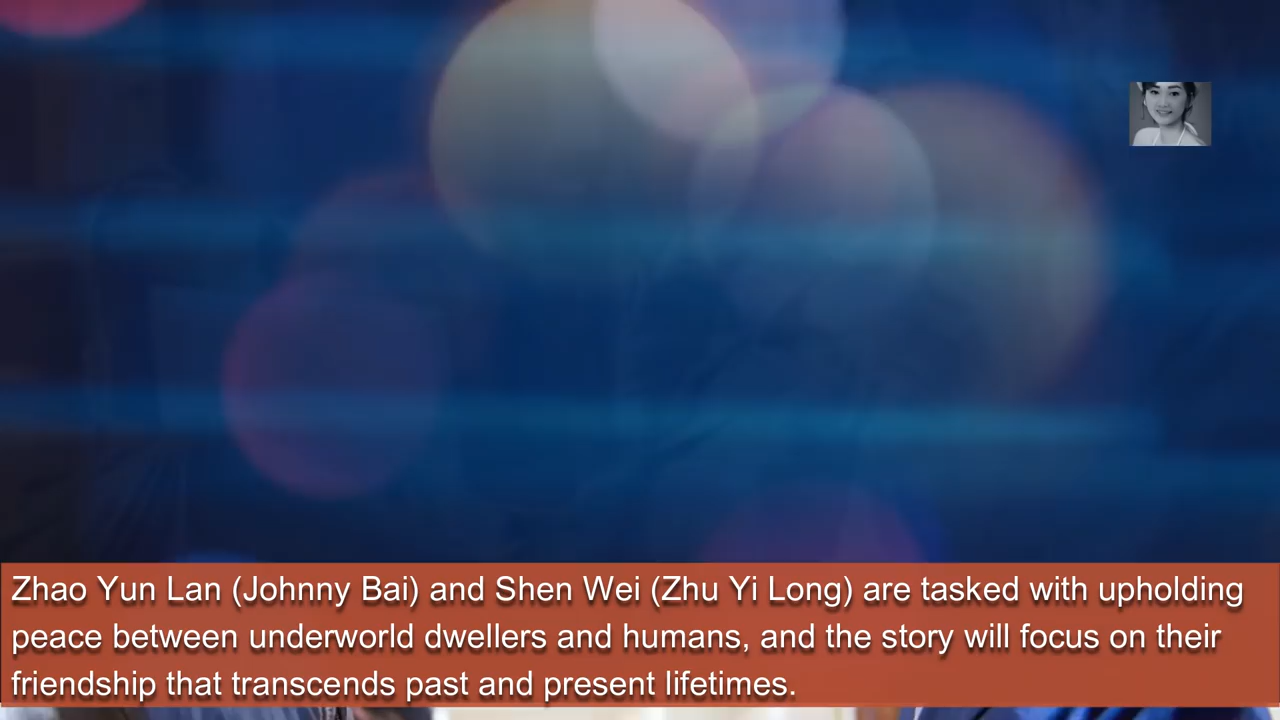 Zhao Yun Lan (Johnny Bai) and Shen Wei (Zhu Yi Long) are tasked with upholding
peace between underworld dwellers and humans, and the story will focus on their
friendship that transcends past and present lifetimes.